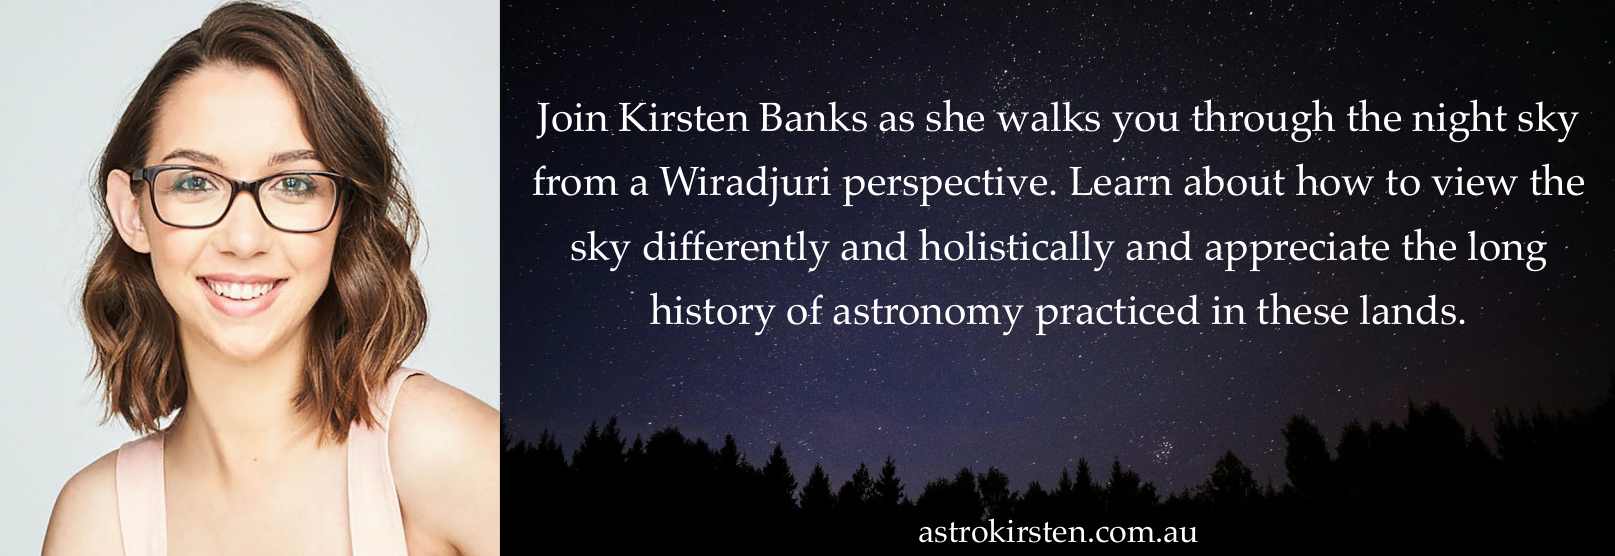 Join Kirsten Banks as she walks you through the night sky
from a Wiradjuri perspective. Learn about how to view the
sky differently and holistically and appreciate the long
history of astronomy practiced in these lands.
astrokirsten.com.au